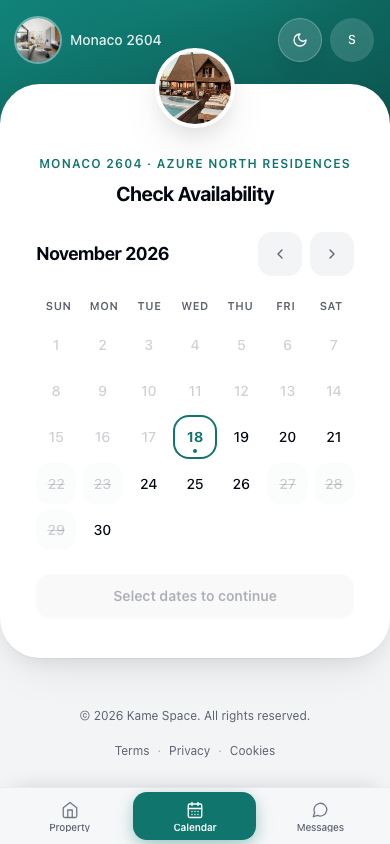 Monaco 2604
S
MONACO 2604 · AZURE NORTH RESIDENCES
Check Availability
November 2026
SUN MON TUE WED THU FRI SAT
1 2 3 4 5 6 7
8 9 10 11 12 13 14
15 16 17 18 19 20 21
22 23 24 25 26 27 28
29 30
Select dates to continue
© 2026 Kame Space. All rights reserved.
Terms · Privacy · Cookies
Property Calendar Messages